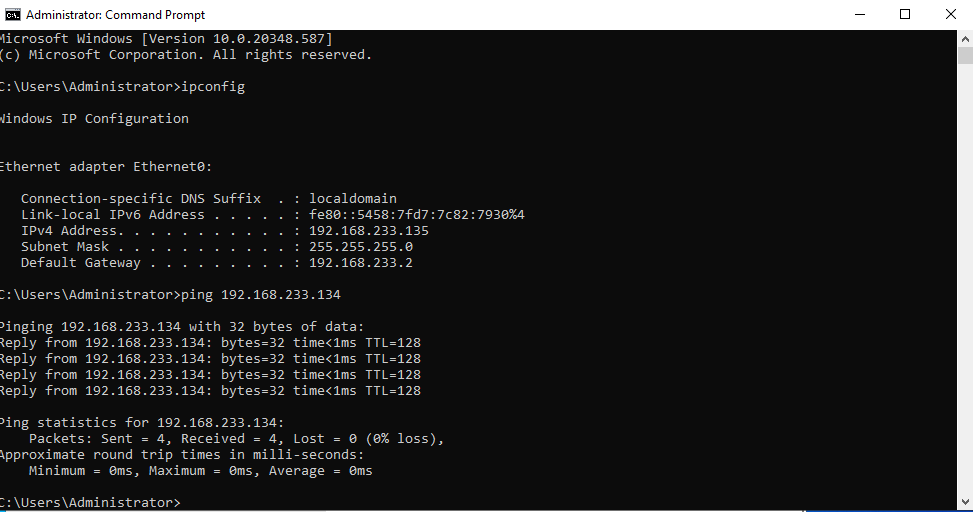 Administrator: Command Prompt
Microsoft Windows [Version 10.0.20348.587]
(c) Microsoft Corporation. All rights reserved.
C:\Users\Administrator>ipconfig
Windows IP Configuration
Ethernet adapter Ethernet0:
Connection-specific DNS Suffix . : localdomain
Link-local IPv6 Address . . . . . : fe80::5458:7fd7:7c82:7930%4
IPv4 Address. . . . . . . . . . . : 192.168.233.135
Subnet Mask . . . . . . . . . . . : 255.255.255.0
Default Gateway . . . . . . . . . : 192.168.233.2
C:\Users\Administrator>ping 192.168.233.134
Pinging 192.168.233.134 with 32 bytes of data:
Reply from 192.168.233.134: bytes=32 time<1ms TTL=128
Reply from 192.168.233.134: bytes=32 time<1ms TTL=128
Reply from 192.168.233.134: bytes=32 time<1ms TTL=128
Reply from 192.168.233.134: bytes=32 time<1ms TTL=128
Ping statistics for 192.168.233.134:
Packets: Sent = 4, Received = 4, Lost = 0 (0% loss),
Approximate round trip times in milli-seconds:
Minimum = 0ms, Maximum = 0ms, Average = 0ms
C:\Users\Administrator>